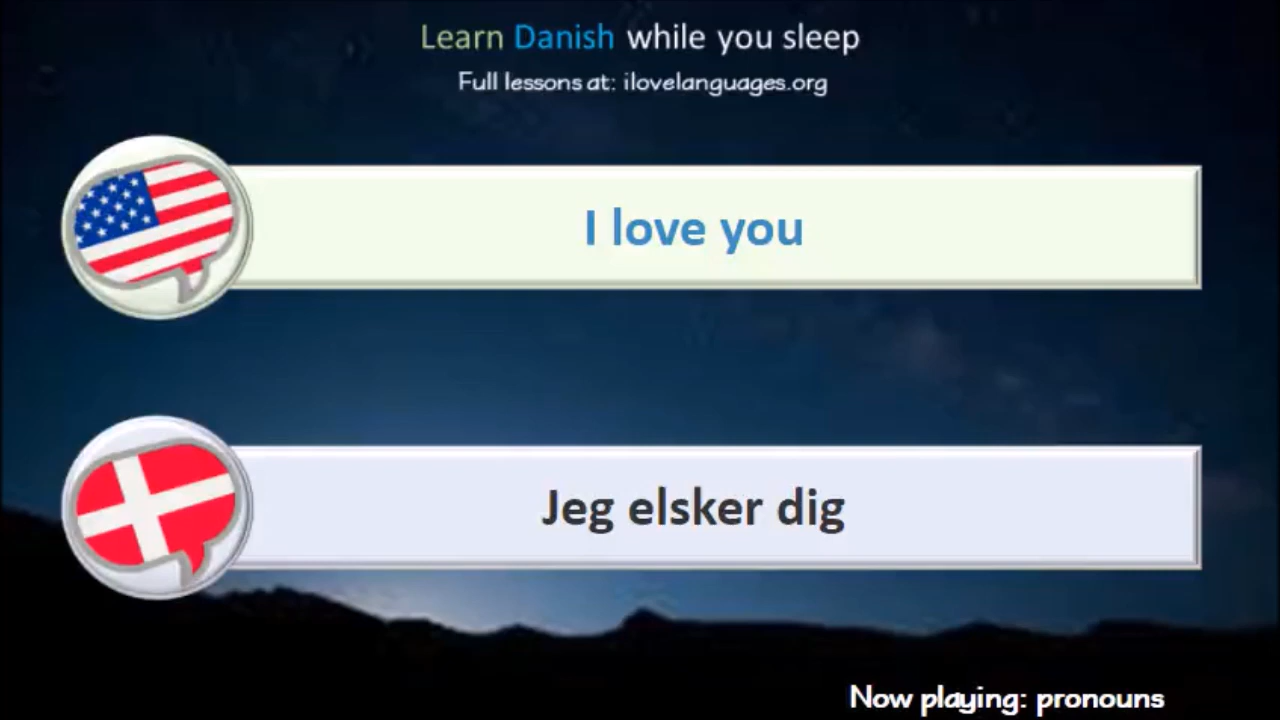 Learn Danish while you sleep
Full lessons at: ilovelanguages.org
I love you
Jeg elsker dig
Now playing: pronouns